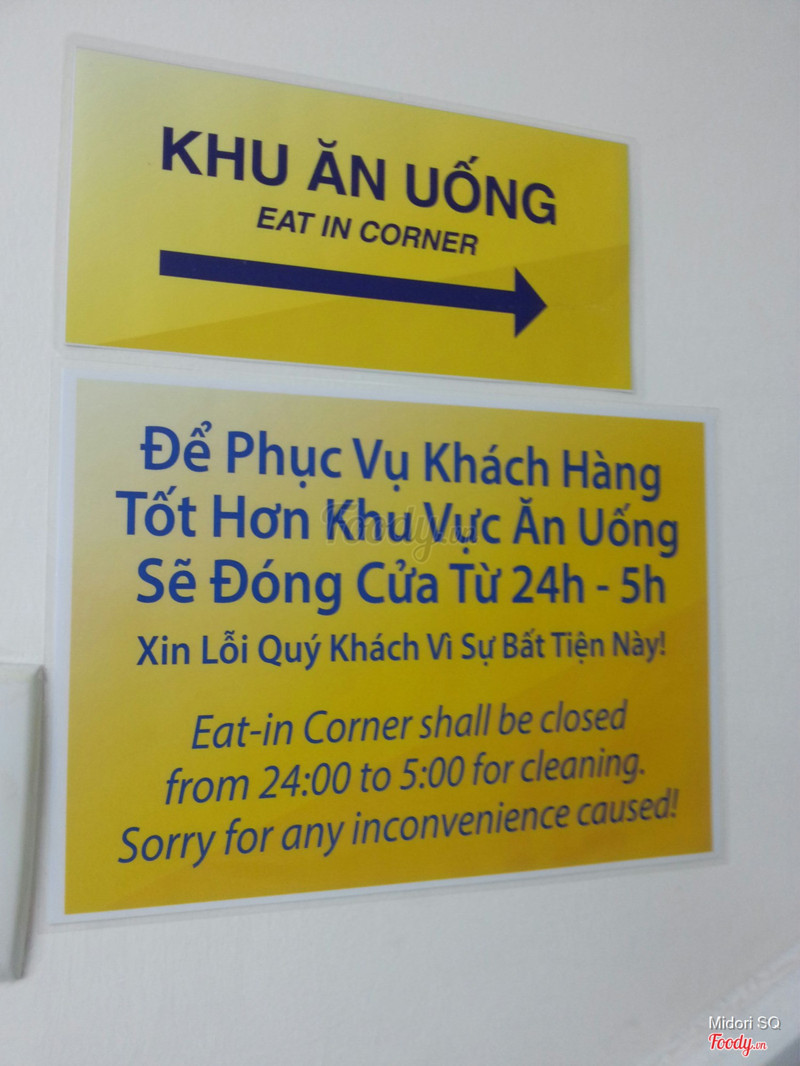 KHU ĂN UỐNG
EAT IN CORNER
Để Phục Vụ Khách Hàng
Tốt Hơn Khu Vực Ăn Uống
Sẽ Đóng Cửa Từ 24h - 5h
Xin Lỗi Quý Khách Vì Sự Bất Tiện Này!
Eat-in Corner shall be closed
from 24:00 to 5:00 for cleaning.
Sorry for any inconvenience caused!
Foody.vn
Midori SQ
Foody.vn